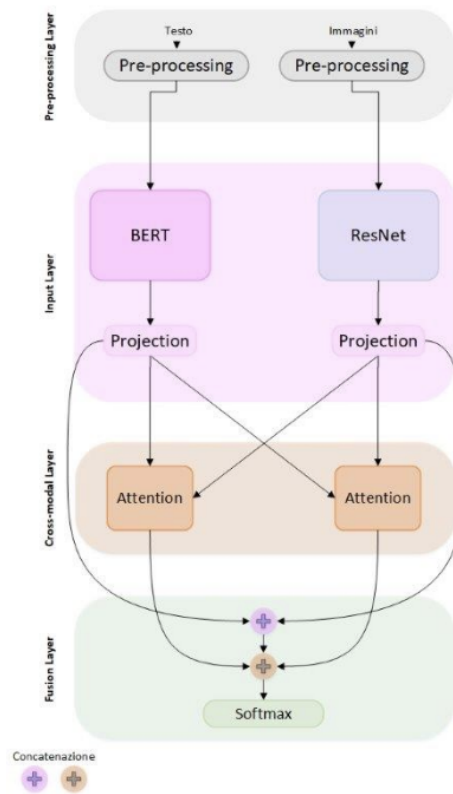 Pre-processing Layer
Testo
Immagini
Pre-processing
Pre-processing
Input Layer
BERT
ResNet
Projection
Projection
Cross-modal Layer
Attention
Attention
Fusion Layer
Softmax
Concatenazione